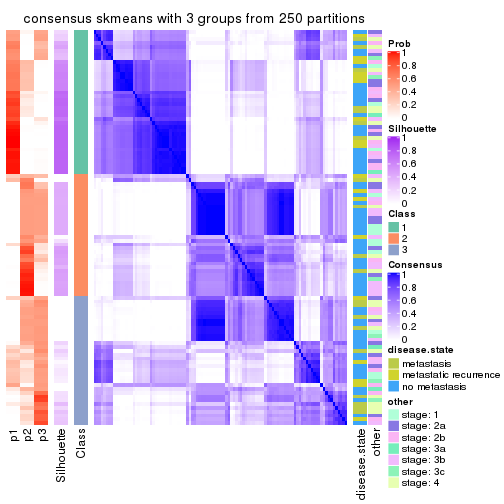 consensus skmeans with 3 groups from 250 partitions
p1
p2
p3
Silhouette
Class
disease.state
other
Prob
1
0.8
0.6
0.4
0.2
0
Silhouette
1
0.8
0.6
0.4
0.2
0
Class
1
2
3
Consensus
1
0.8
0.6
0.4
0.2
0
disease.state
metastasis
metastatic recurrence
no metastasis
other
stage: 1
stage: 2a
stage: 2b
stage: 3a
stage: 3b
stage: 3c
stage: 4